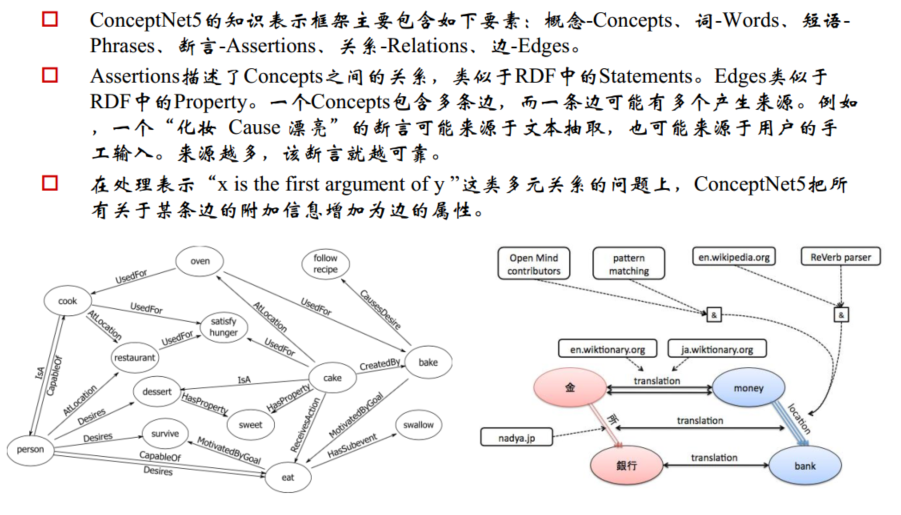 ConceptNet5的知识表示框架主要包含如下要素：概念-Concepts、词-Words、短语-
Phrases、断言-Assertions、关系-Relations、边-Edges。
Assertions描述了Concepts之间的关系，类似于RDF中的Statements。Edges类似于
RDF中的Property。一个Concepts包含多条边，而一条边可能有多个产生来源。例如
，一个“化妆 Cause 漂亮”的断言可能来源于文本抽取，也可能来源于用户的手
工输入。来源越多，该断言就越可靠。
在处理表示“x is the first argument of y ”这类多元关系的问题上，ConceptNet5把所
有关于某条边的附加信息增加为边的属性。
oven
follow
recipe
UsedFor
cook
UsedFor
AtLocation
UsedFor
satisfy
hunger
AtLocation
UsedFor
CausesDesire
restaurant
UsedFor
UsedFor
IsA
CapableOf
cake
CreatedBy
bake
IsA
AtLocation
dessert
HasProperty
HasProperty
Desires
sweet
ReceivesAction
MotivatedByGoal
swallow
person
Desires
survive
MotivatedByGoal
HasSubevent
CapableOf
Desires
eat
Open Mind
contributors
pattern
matching
en.wikipedia.org
ReVerb parser
&
&
en.wiktionary.org
ja.wiktionary.org
金
translation
money
所
translation
location
nadya.jp
銀行
translation
bank